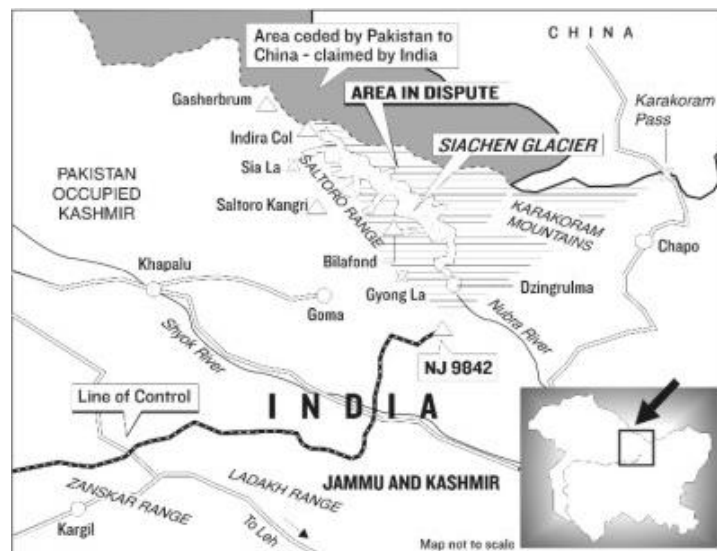 Area ceded by Pakistan to
China - claimed by India
CHINA
Gasherbrum
AREA IN DISPUTE
Karakoram
Pass
Indira Col
SIACHEN GLACIER
Sia La
PAKISTAN
OCCUPIED
KASHMIR
SALTORO RANGE
Saltoro Kangri
KARAKORAM
MOUNTAINS
Chapo
Bilafond
Khapalu
Gyong La
Dzingrulma
Goma
Nubra River
Shyok River
NJ 9842
Line of Control
INDIA
JAMMU AND KASHMIR
LADAKH RANGE
ZANSKAR RANGE
Kargil
To Leh
Map not to scale